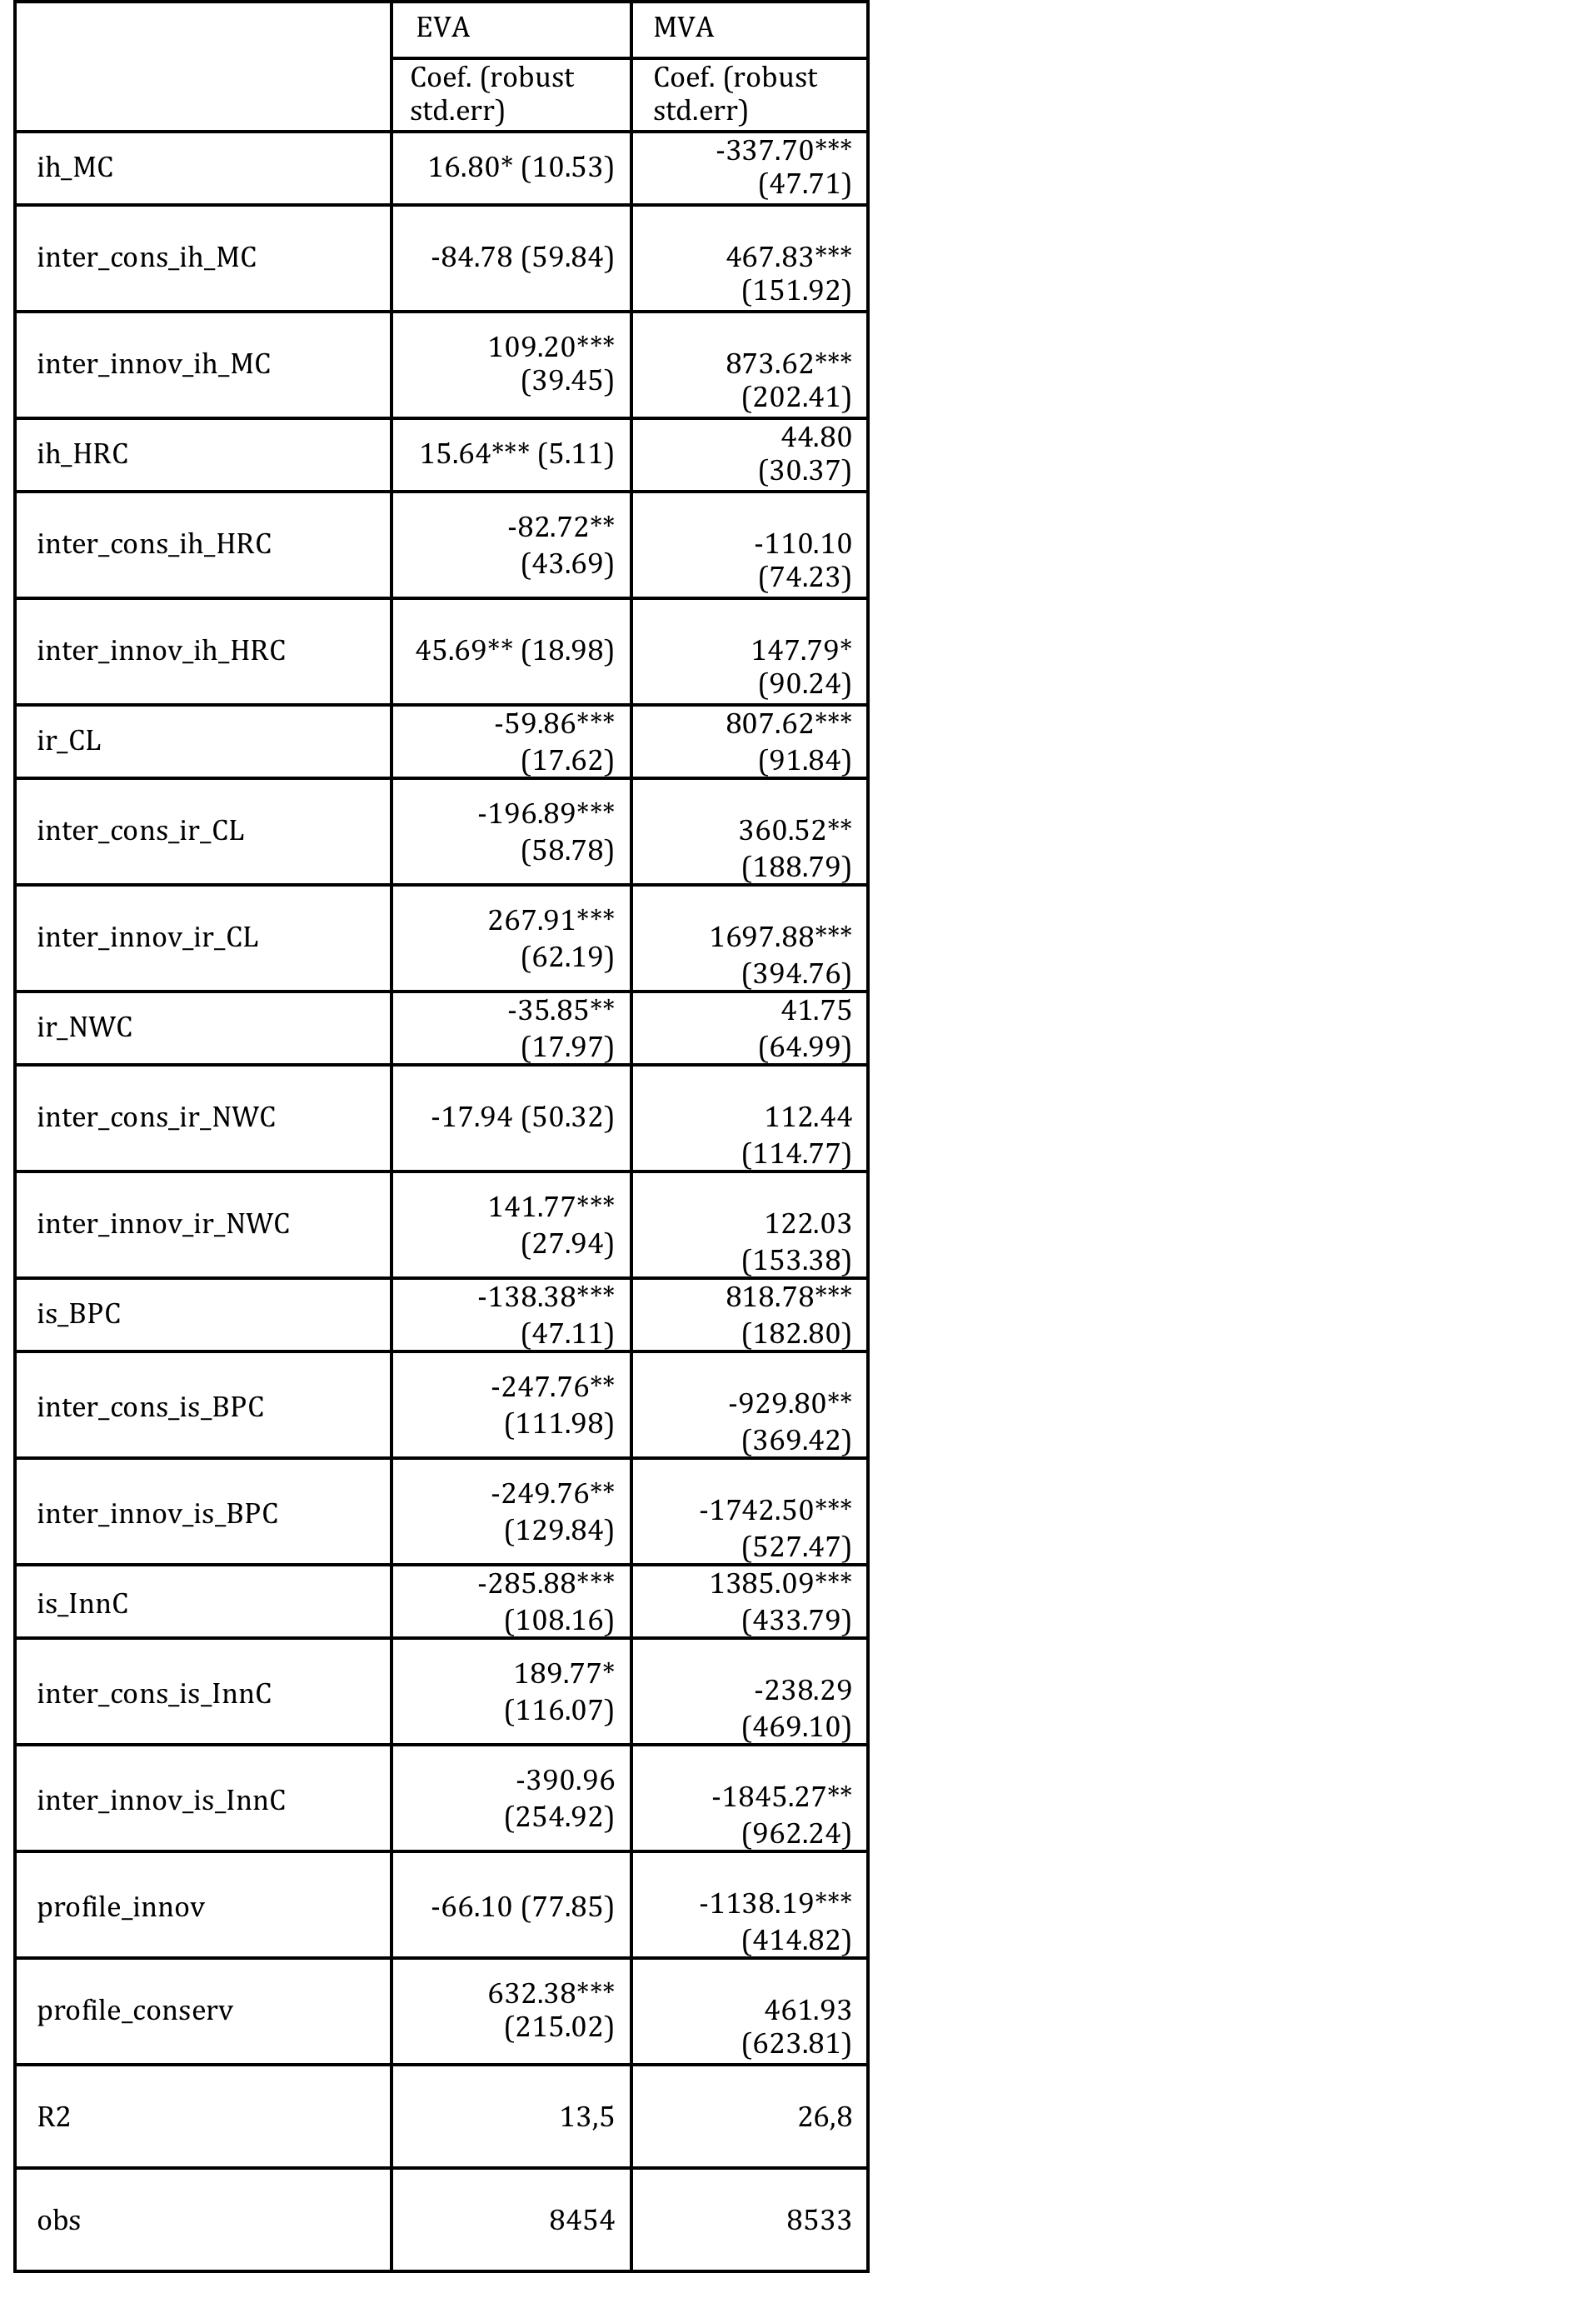 EVA MVA
Coef. (robust std.err) Coef. (robust std.err)
ih_MC 16.80* (10.53) -337.70*** (47.71)
inter_cons_ih_MC -84.78 (59.84) 467.83*** (151.92)
inter_innov_ih_MC 109.20*** (39.45) 873.62*** (202.41)
ih_HRC 15.64*** (5.11) 44.80 (30.37)
inter_cons_ih_HRC -82.72** (43.69) -110.10 (74.23)
inter_innov_ih_HRC 45.69** (18.98) 147.79* (90.24)
ir_CL -59.86*** (17.62) 807.62*** (91.84)
inter_cons_ir_CL -196.89*** (58.78) 360.52** (188.79)
inter_innov_ir_CL 267.91*** (62.19) 1697.88*** (394.76)
ir_NWC -35.85** (17.97) 41.75 (64.99)
inter_cons_ir_NWC -17.94 (50.32) 112.44 (114.77)
inter_innov_ir_NWC 141.77*** (27.94) 122.03 (153.38)
is_BPC -138.38*** (47.11) 818.78*** (182.80)
inter_cons_is_BPC -247.76** (111.98) -929.80** (369.42)
inter_innov_is_BPC -249.76** (129.84) -1742.50*** (527.47)
is_InnC -285.88*** (108.16) 1385.09*** (433.79)
inter_cons_is_InnC 189.77* (116.07) -238.29 (469.10)
inter_innov_is_InnC -390.96 (254.92) -1845.27** (962.24)
profile_innov -66.10 (77.85) -1138.19*** (414.82)
profile_conserv 632.38*** (215.02) 461.93 (623.81)
R2 13,5 26,8
obs 8454 8533